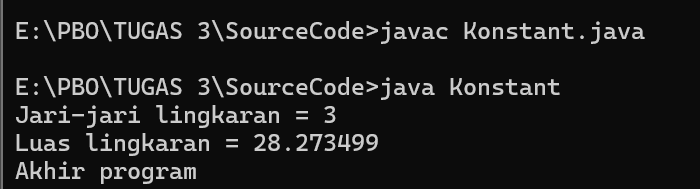 E:\PBO\TUGAS 3\SourceCode>javac Konstant.java
E:\PBO\TUGAS 3\SourceCode>java Konstant
Jari-jari lingkaran = 3
Luas lingkaran = 28.273499
Akhir program